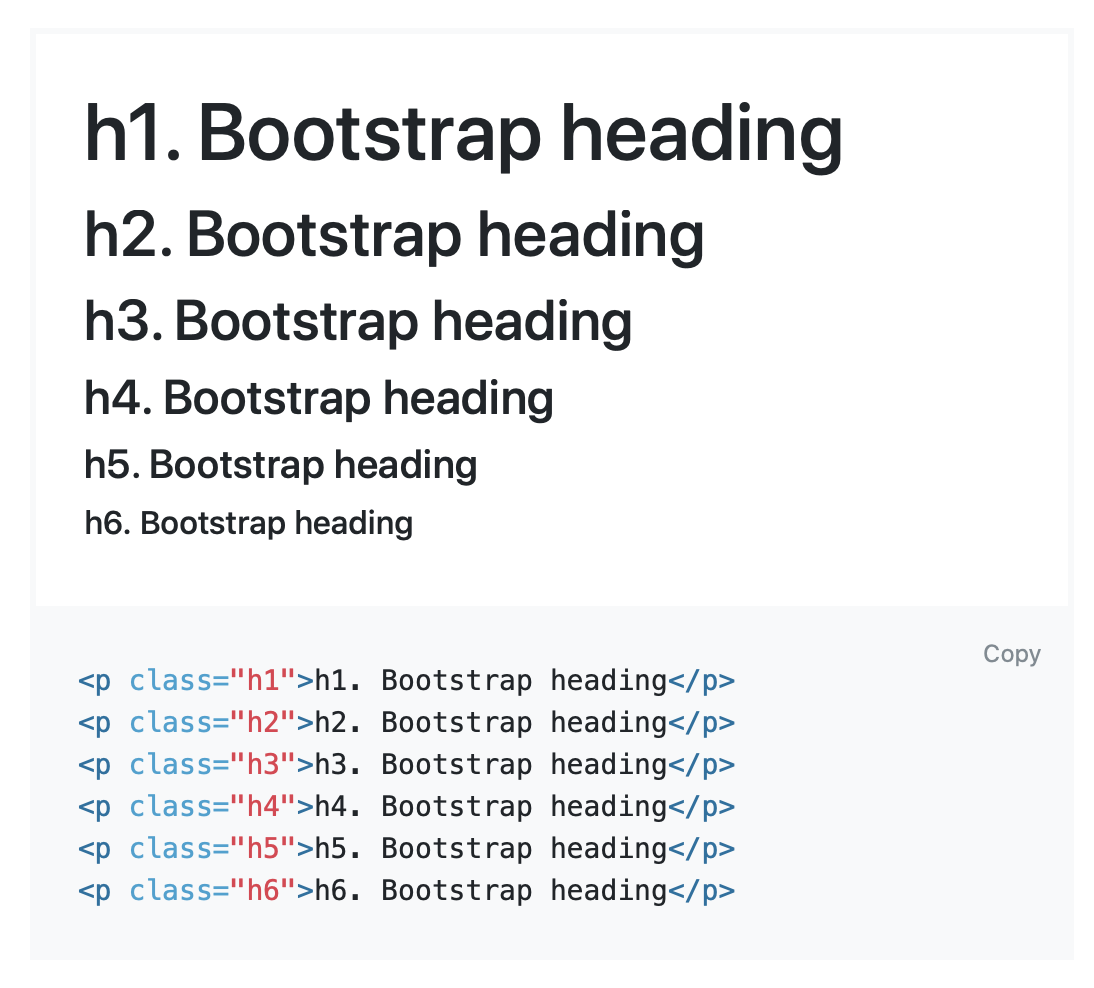 h1. Bootstrap heading
h2. Bootstrap heading
h3. Bootstrap heading
h4. Bootstrap heading
h5. Bootstrap heading
h6. Bootstrap heading
Copy
<p class="h1">h1. Bootstrap heading</p>
<p class="h2">h2. Bootstrap heading</p>
<p class="h3">h3. Bootstrap heading</p>
<p class="h4">h4. Bootstrap heading</p>
<p class="h5">h5. Bootstrap heading</p>
<p class="h6">h6. Bootstrap heading</p>